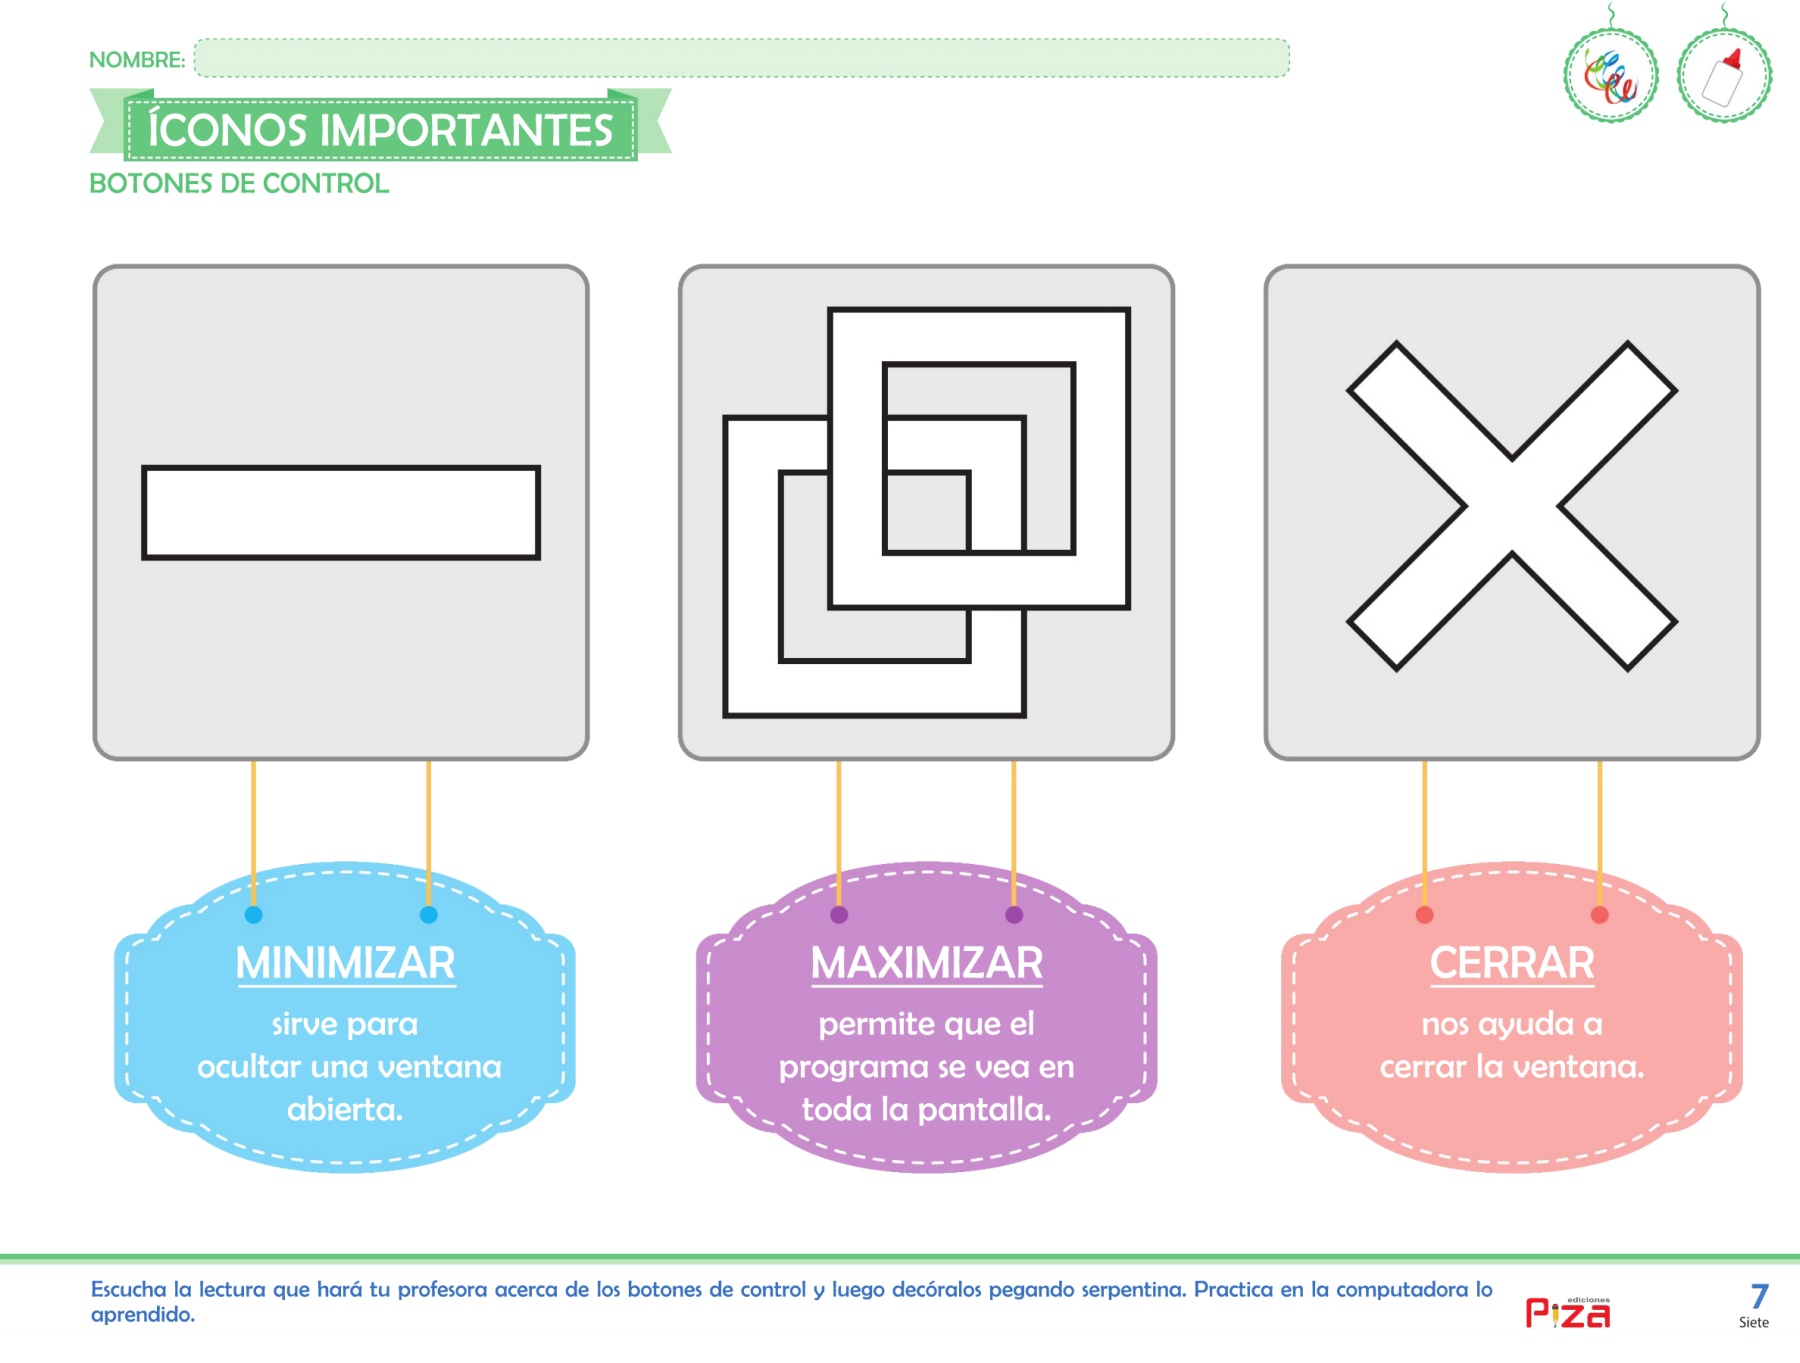 NOMBRE:
ÍCONOS IMPORTANTES
BOTONES DE CONTROL
MINIMIZAR
sirve para
ocultar una ventana
abierta.
MAXIMIZAR
permite que el
programa se vea en
toda la pantalla.
CERRAR
nos ayuda a
cerrar la ventana.
Escucha la lectura que hará tu profesora acerca de los botones de control y luego decóralos pegando serpentina. Practica en la computadora lo
aprendido.
ediciones
Piza
7
Siete